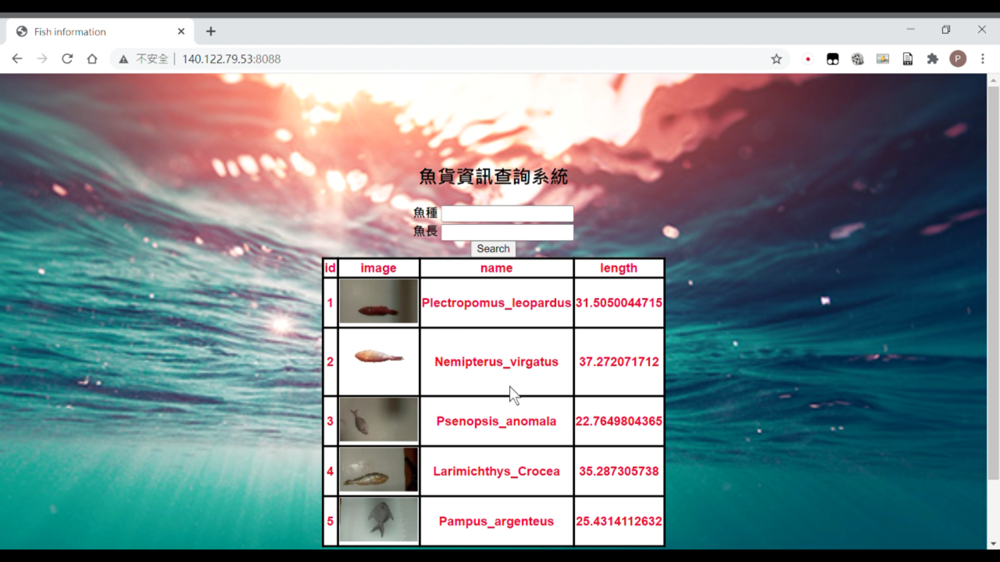 Fish information
不安全 140.122.79.53:8088
P
TXT
魚貨資訊查詢系統
魚種
魚長
Search
id image name length
1 Plectropomus_leopardus 31.5050044715
2 Nemipterus_virgatus 37.272071712
3 Psenopsis_anomala 22.7649804365
4 Larimichthys_Crocea 35.287305738
5 Pampus_argenteus 25.4314112632